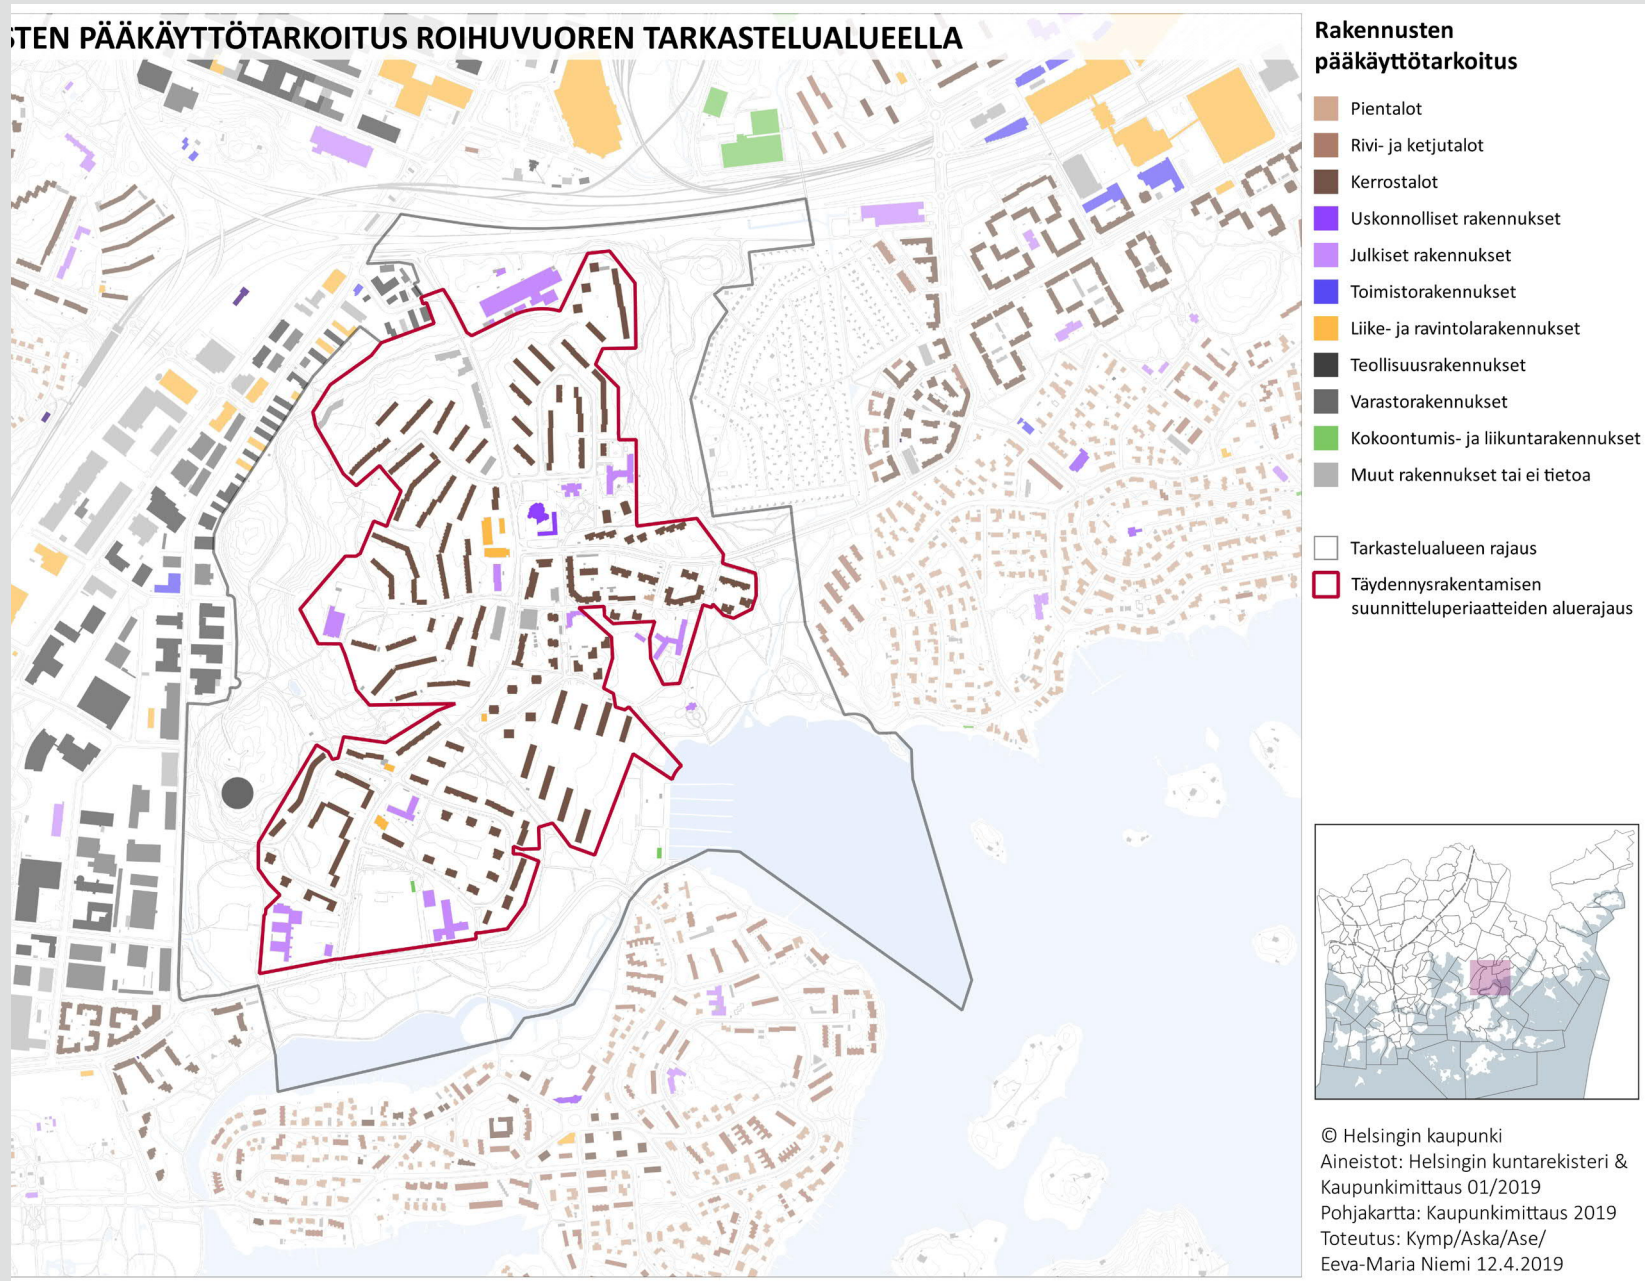 STEN PÄÄKÄYTTÖTARKOITUS ROIHUVUOREN TARKASTELUALUEELLA
Rakennusten
pääkäyttötarkoitus
Pientalot
Rivi- ja ketjutalot
Kerrostalot
Uskonnolliset rakennukset
Julkiset rakennukset
Toimistorakennukset
Liike- ja ravintolarakennukset
Teollisuusrakennukset
Varastorakennukset
Kokoontumis- ja liikuntarakennukset
Muut rakennukset tai ei tietoa
Tarkastelualueen rajaus
Täydennysrakentamisen
suunnitteluperiaatteiden aluerajaus
© Helsingin kaupunki
Aineistot: Helsingin kuntarekisteri &
Kaupunkimittaus 01/2019
Pohjakartta: Kaupunkimittaus 2019
Toteutus: Kymp/Aska/Ase/
Eeva-Maria Niemi 12.4.2019